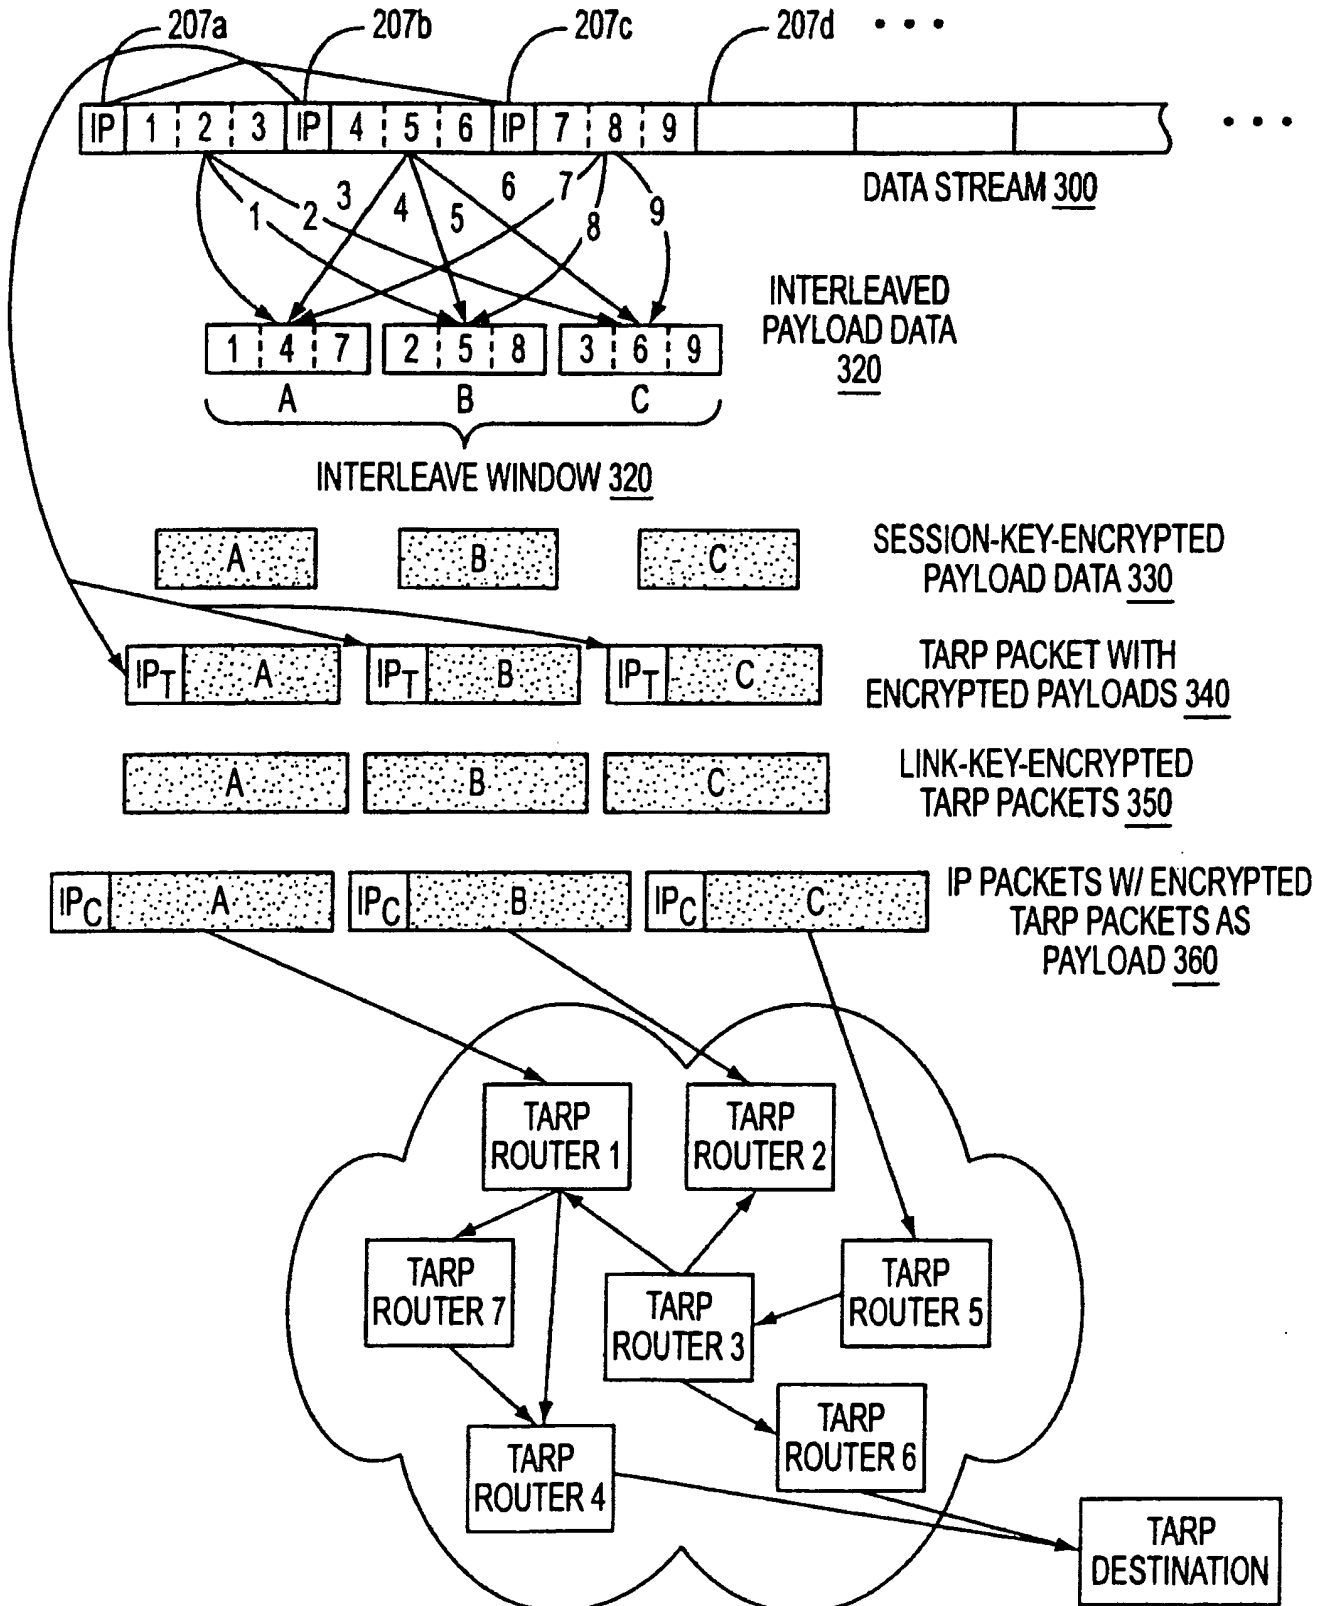 207a 207b 207c 207d • • •
IP 1 2 3 IP 4 5 6 IP 7 8 9 • • •
DATA STREAM 300
1 2 3 4 5 6 7 8 9
INTERLEAVED
PAYLOAD DATA
320
1 4 7 2 5 8 3 6 9
A B C
INTERLEAVE WINDOW 320
A B C
SESSION-KEY-ENCRYPTED
PAYLOAD DATA 330
IPT A IPT B IPT C
TARP PACKET WITH
ENCRYPTED PAYLOADS 340
A B C
LINK-KEY-ENCRYPTED
TARP PACKETS 350
IPC A IPC B IPC C
IP PACKETS W/ ENCRYPTED
TARP PACKETS AS
PAYLOAD 360
TARP
ROUTER 1
TARP
ROUTER 2
TARP
ROUTER 7
TARP
ROUTER 3
TARP
ROUTER 5
TARP
ROUTER 4
TARP
ROUTER 6
TARP
DESTINATION